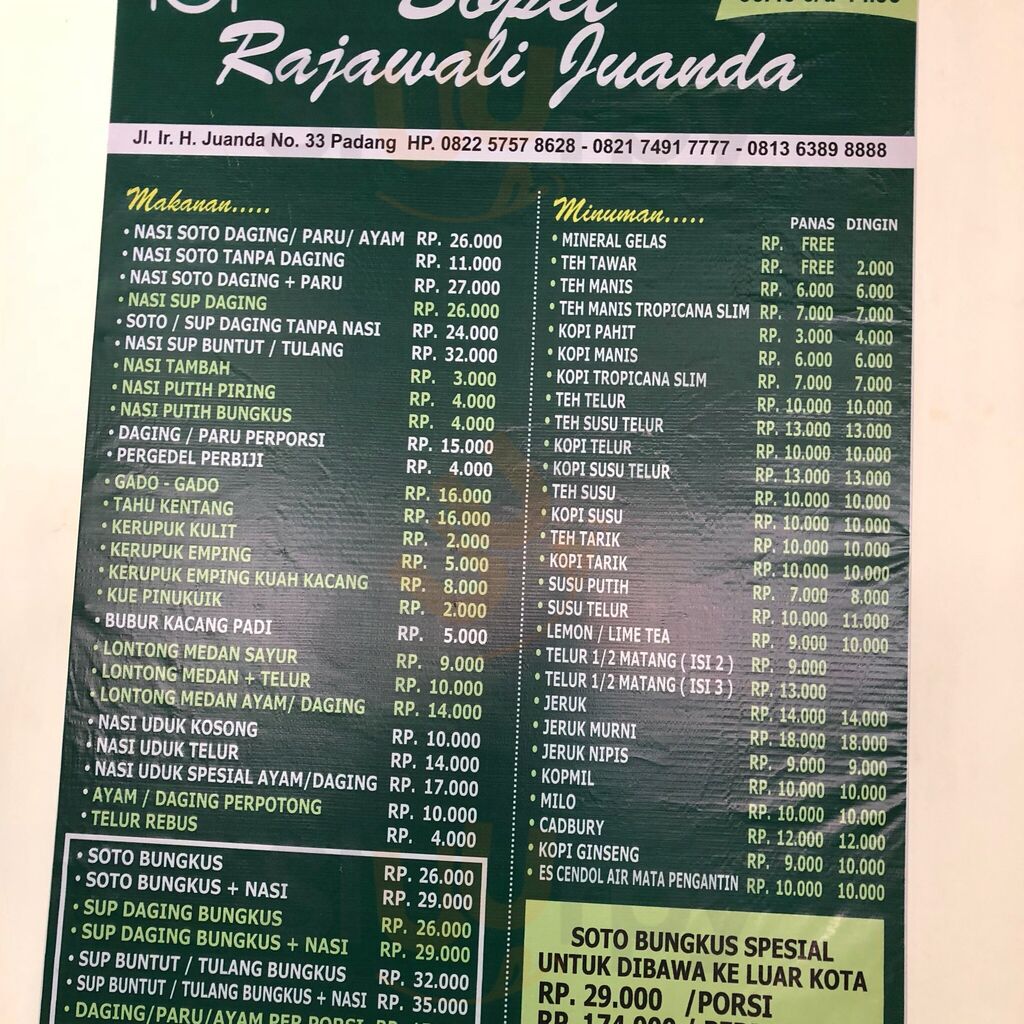 Sopet
Rajawali Juanda
Jl. Ir. H. Juanda No. 33 Padang HP. 0822 5757 8628 - 0821 7491 7777 - 0813 6389 8888
Makanan.....
• NASI SOTO DAGING/ PARU/ AYAM RP. 26.000
• NASI SOTO TANPA DAGING RP. 11.000
• NASI SOTO DAGING + PARU RP. 27.000
• NASI SUP DAGING RP. 26.000
• SOTO / SUP DAGING TANPA NASI RP. 24.000
• NASI SUP BUNTUT / TULANG RP. 32.000
• NASI TAMBAH RP. 3.000
• NASI PUTIH PIRING RP. 4.000
• NASI PUTIH BUNGKUS RP. 4.000
• DAGING / PARU PERPORSI RP. 15.000
• PERGEDEL PERBIJI RP. 4.000
• GADO - GADO RP. 16.000
• TAHU KENTANG RP. 16.000
• KERUPUK KULIT RP. 2.000
• KERUPUK EMPING RP. 5.000
• KERUPUK EMPING KUAH KACANG RP. 8.000
• KUE PINUKUIK RP. 2.000
• BUBUR KACANG PADI RP. 5.000
• LONTONG MEDAN SAYUR RP. 9.000
• LONTONG MEDAN + TELUR RP. 10.000
• LONTONG MEDAN AYAM/ DAGING RP. 14.000
• NASI UDUK KOSONG RP. 10.000
• NASI UDUK TELUR RP. 14.000
• NASI UDUK SPESIAL AYAM/DAGING RP. 17.000
• AYAM / DAGING PERPOTONG RP. 10.000
• TELUR REBUS RP. 4.000
• SOTO BUNGKUS RP. 26.000
• SOTO BUNGKUS + NASI RP. 29.000
• SUP DAGING BUNGKUS RP. 26.000
• SUP DAGING BUNGKUS + NASI RP. 29.000
• SUP BUNTUT / TULANG BUNGKUS RP. 32.000
• SUP BUNTUT / TULANG BUNGKUS + NASI RP. 35.000
• DAGING/PARU/AYAM PER PORSI RP.
Minuman.....
PANAS DINGIN
• MINERAL GELAS RP. FREE
• TEH TAWAR RP. FREE 2.000
• TEH MANIS RP. 6.000 6.000
• TEH MANIS TROPICANA SLIM RP. 7.000 7.000
• KOPI PAHIT RP. 3.000 4.000
• KOPI MANIS RP. 6.000 6.000
• KOPI TROPICANA SLIM RP. 7.000 7.000
• TEH TELUR RP. 10.000 10.000
• TEH SUSU TELUR RP. 13.000 13.000
• KOPI TELUR RP. 10.000 10.000
• KOPI SUSU TELUR RP. 13.000 13.000
• TEH SUSU RP. 10.000 10.000
• KOPI SUSU RP. 10.000 10.000
• TEH TARIK RP. 10.000 10.000
• KOPI TARIK RP. 10.000 10.000
• SUSU PUTIH RP. 7.000 8.000
• SUSU TELUR RP. 10.000 11.000
• LEMON / LIME TEA RP. 9.000 10.000
• TELUR 1/2 MATANG ( ISI 2 ) RP. 9.000
• TELUR 1/2 MATANG ( ISI 3 ) RP. 13.000
• JERUK RP. 14.000 14.000
• JERUK MURNI RP. 18.000 18.000
• JERUK NIPIS RP. 9.000 9.000
• KOPMIL RP. 10.000 10.000
• MILO RP. 10.000 10.000
• CADBURY RP. 12.000 12.000
• KOPI GINSENG RP. 9.000 10.000
• ES CENDOL AIR MATA PENGANTIN RP. 10.000 10.000
SOTO BUNGKUS SPESIAL
UNTUK DIBAWA KE LUAR KOTA
RP. 29.000 /PORSI
RP. 174.000 /